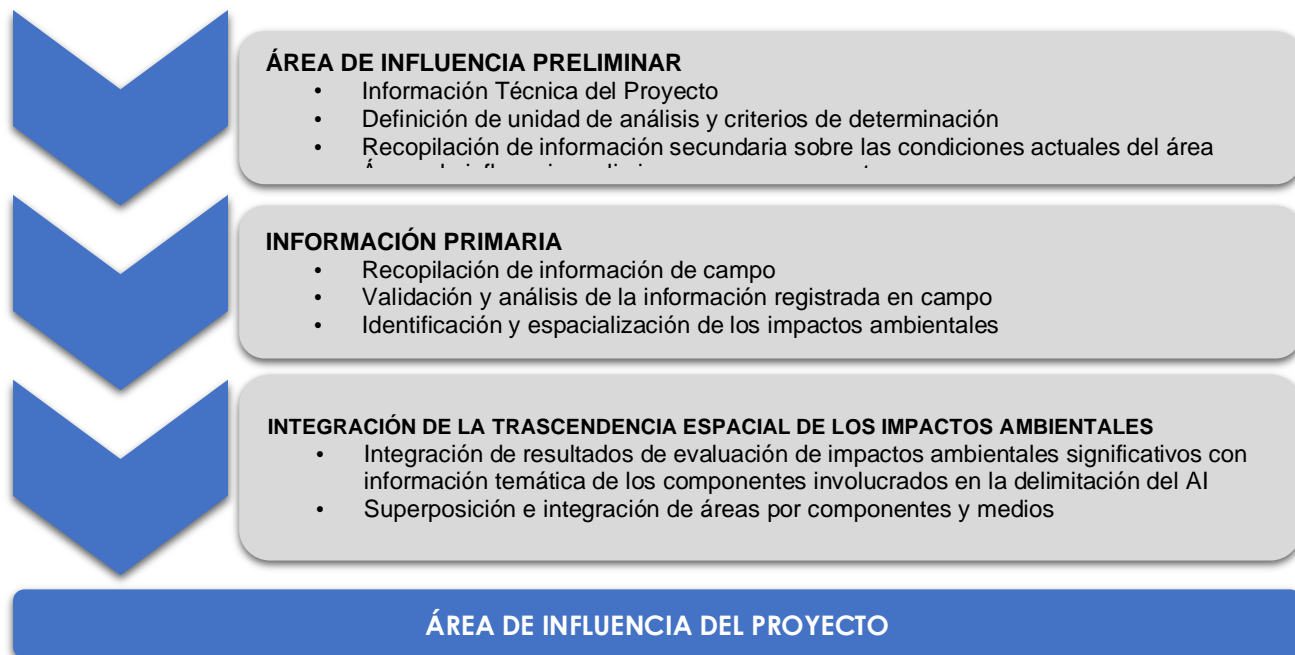 ÁREA DE INFLUENCIA PRELIMINAR
• Información Técnica del Proyecto
• Definición de unidad de análisis y criterios de determinación
• Recopilación de información secundaria sobre las condiciones actuales del área
INFORMACIÓN PRIMARIA
• Recopilación de información de campo
• Validación y análisis de la información registrada en campo
• Identificación y espacialización de los impactos ambientales
INTEGRACIÓN DE LA TRASCENDENCIA ESPACIAL DE LOS IMPACTOS AMBIENTALES
• Integración de resultados de evaluación de impactos ambientales significativos con
información temática de los componentes involucrados en la delimitación del AI
• Superposición e integración de áreas por componentes y medios
ÁREA DE INFLUENCIA DEL PROYECTO